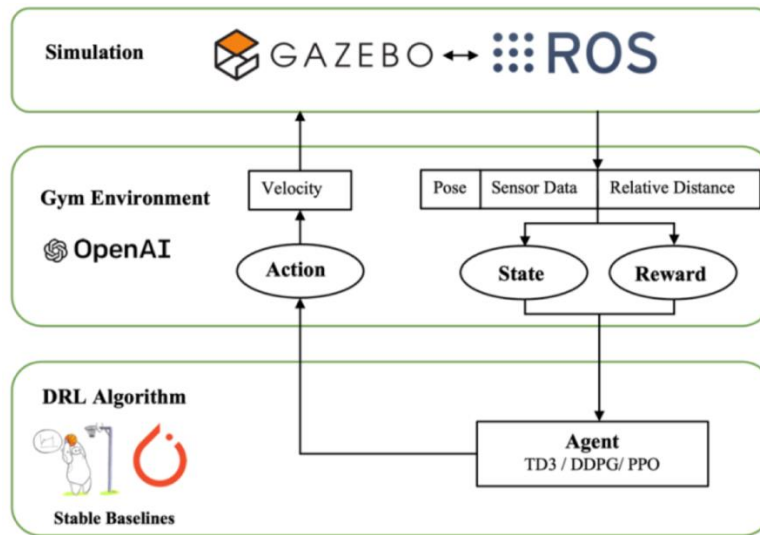 Simulation
GAZEBO
ROS
Gym Environment
OpenAI
Velocity
Pose
Sensor Data
Relative Distance
Action
State
Reward
DRL Algorithm
Stable Baselines
Agent
TD3 / DDPG/ PPO